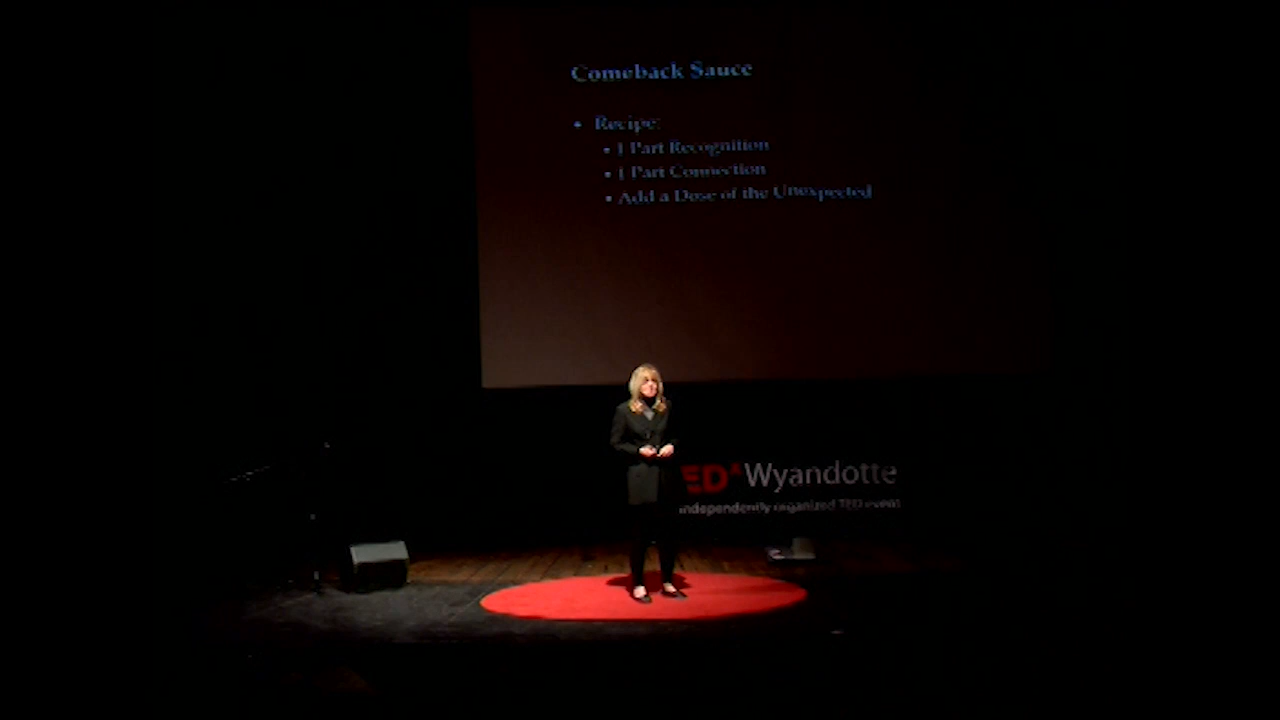 Comeback Sauce
• Recipe:
• 1 Part Recognition
• 1 Part Connection
• Add a Dose of the Unexpected
EDx Wyandotte
independently organized TED event